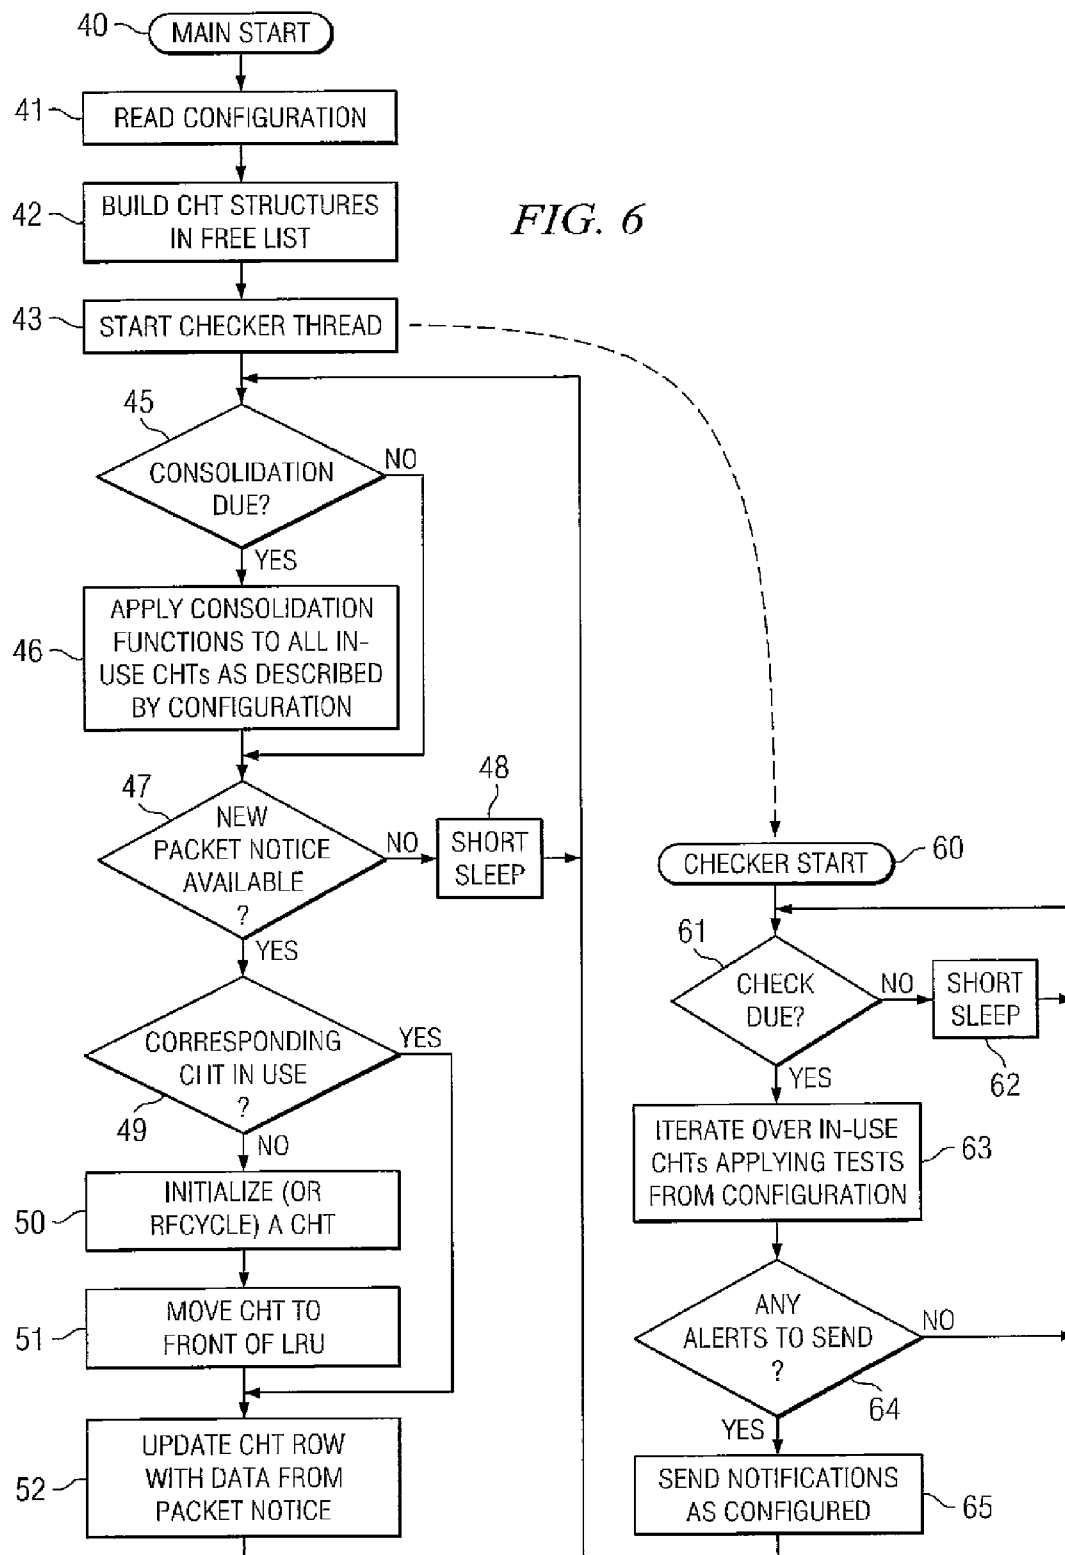 40
MAIN START
41
READ CONFIGURATION
42
BUILD CHT STRUCTURES
IN FREE LIST
FIG. 6
43
START CHECKER THREAD
45
CONSOLIDATION
DUE?
NO
YES
46
APPLY CONSOLIDATION
FUNCTIONS TO ALL IN-
USE CHTs AS DESCRIBED
BY CONFIGURATION
47
NEW
PACKET NOTICE
AVAILABLE
?
NO
48
SHORT
SLEEP
YES
CORRESPONDING
CHT IN USE
?
YES
49
NO
50
INITIALIZE (OR
RFCYCLE) A CHT
51
MOVE CHT TO
FRONT OF LRU
52
UPDATE CHT ROW
WITH DATA FROM
PACKET NOTICE
CHECKER START
60
61
CHECK
DUE?
NO
SHORT
SLEEP
62
YES
ITERATE OVER IN-USE
CHTs APPLYING TESTS
FROM CONFIGURATION
63
ANY
ALERTS TO SEND
?
NO
64
YES
SEND NOTIFICATIONS
AS CONFIGURED
65